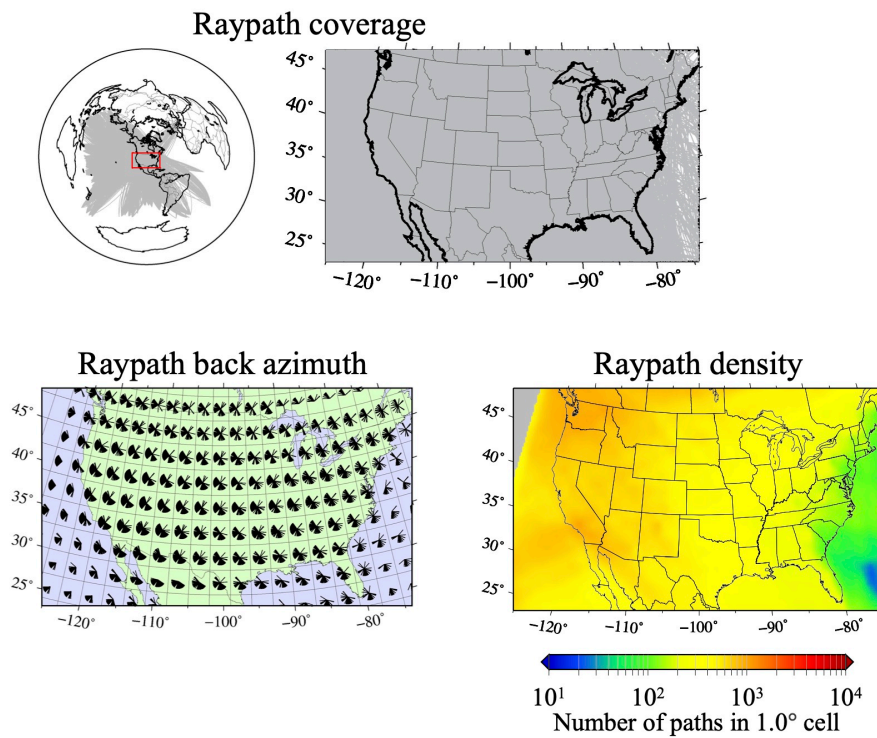 Raypath coverage
45°
40°
35°
30°
25°
−120° −110° −100° −90° −80°
Raypath back azimuth
45°
40°
35°
30°
25°
−120° −110° −100° −90° −80°
Raypath density
45°
40°
35°
30°
25°
−120° −110° −100° −90° −80°
10¹ 10² 10³ 10⁴
Number of paths in 1.0° cell